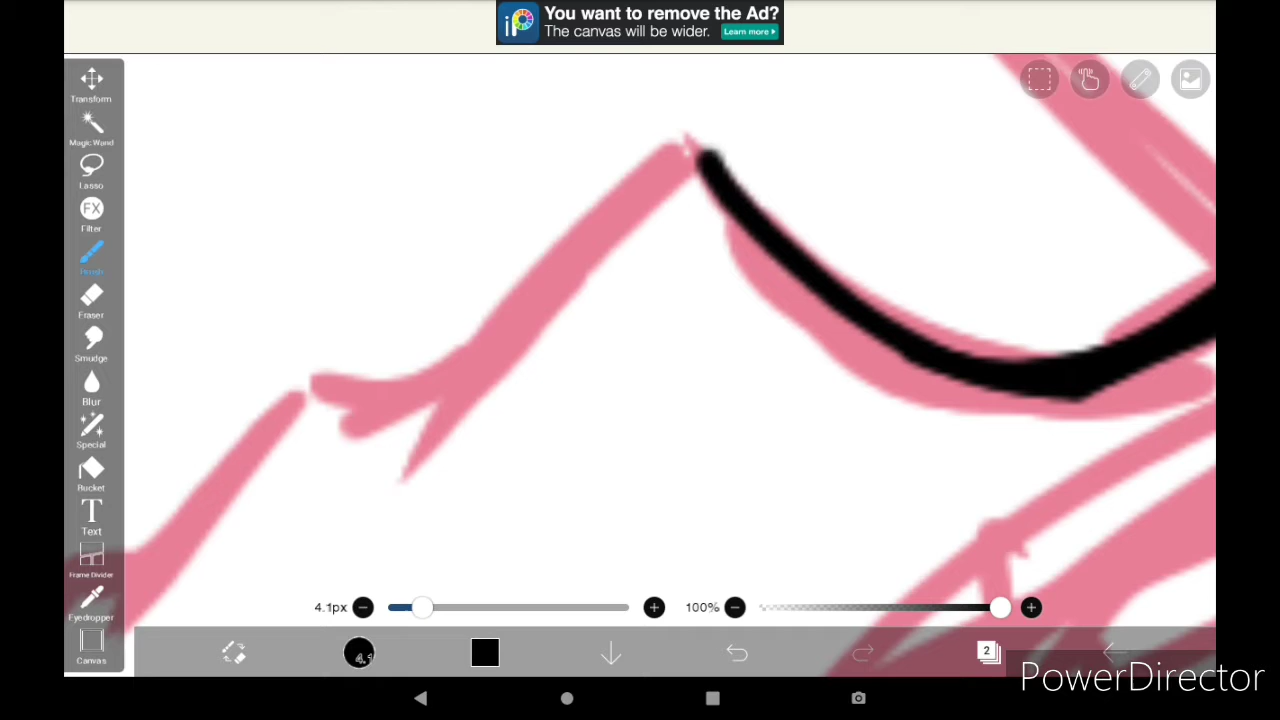 You want to remove the Ad?
The canvas will be wider. Learn more
iP
Transform
Magic Wand
Lasso
FX
Filter
Brush
Eraser
Smudge
Blur
Special
Bucket
T
Text
Frame Divider
Eyedropper
Canvas
4.1px
100%
2
PowerDirector